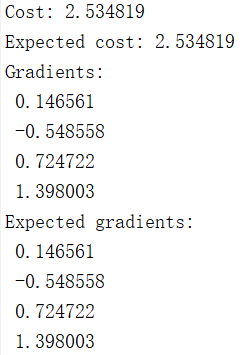 Cost: 2.534819
Expected cost: 2.534819
Gradients:
0.146561
-0.548558
0.724722
1.398003
Expected gradients:
0.146561
-0.548558
0.724722
1.398003